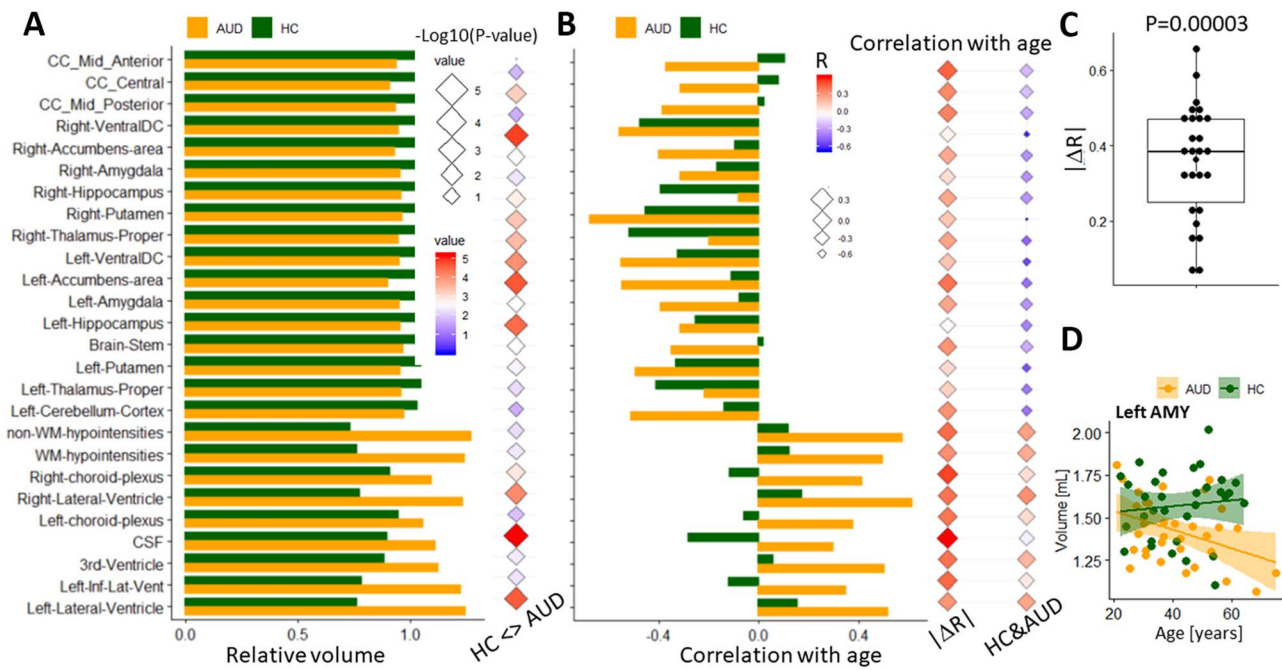 A
AUD HC
-Log10(P-value)
CC_Mid_Anterior
CC_Central
CC_Mid_Posterior
Right-VentralDC
Right-Accumbens-area
Right-Amygdala
Right-Hippocampus
Right-Putamen
Right-Thalamus-Proper
Left-VentralDC
Left-Accumbens-area
Left-Amygdala
Left-Hippocampus
Brain-Stem
Left-Putamen
Left-Thalamus-Proper
Left-Cerebellum-Cortex
non-WM-hypointensities
WM-hypointensities
Right-choroid-plexus
Right-Lateral-Ventricle
Left-choroid-plexus
CSF
3rd-Ventricle
Left-Inf-Lat-Vent
Left-Lateral-Ventricle
value
5
4
3
2
1
value
5
4
3
2
1
0.0 0.5 1.0
Relative volume
HC <> AUD
B
AUD HC
Correlation with age
R
0.3
0.0
-0.3
-0.6
0.3
0.0
-0.3
-0.6
-0.4 0.0 0.4
Correlation with age
|ΔR|
HC&AUD
C
P=0.00003
|ΔR|
0.6
0.4
0.2
D
AUD HC
Left AMY
Volume [mL]
2.00
1.75
1.50
1.25
20 40 60
Age [years]